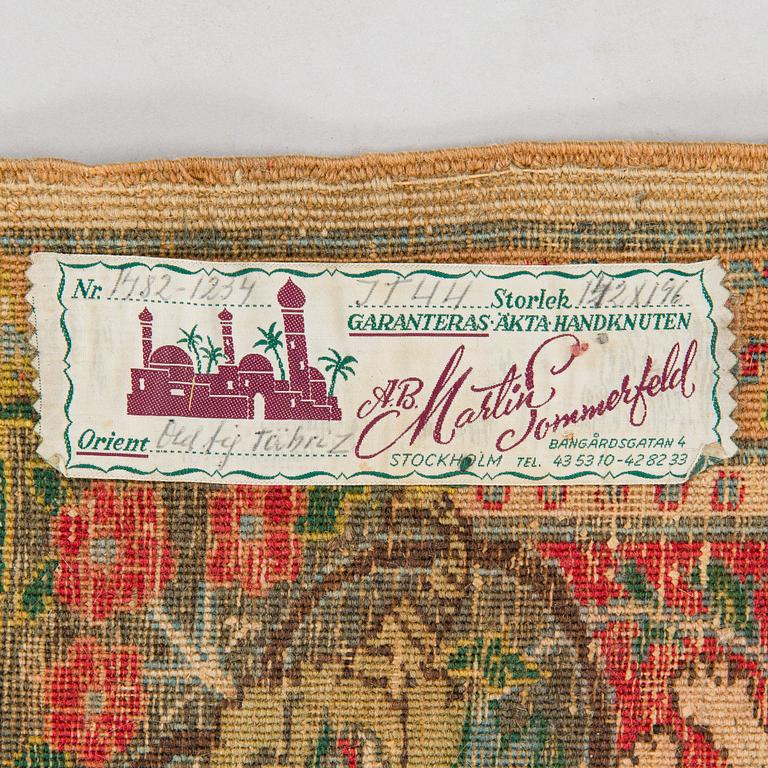 Nr. 1482-1234 JT44 Storlek 142X196
GARANTERAS·ÄKTA·HANDKNUTEN
A.B. Martin Sommerfeld
Orient Täbriz
BANGÅRDSGATAN 4
STOCKHOLM TEL. 43 53 10 - 42 82 33